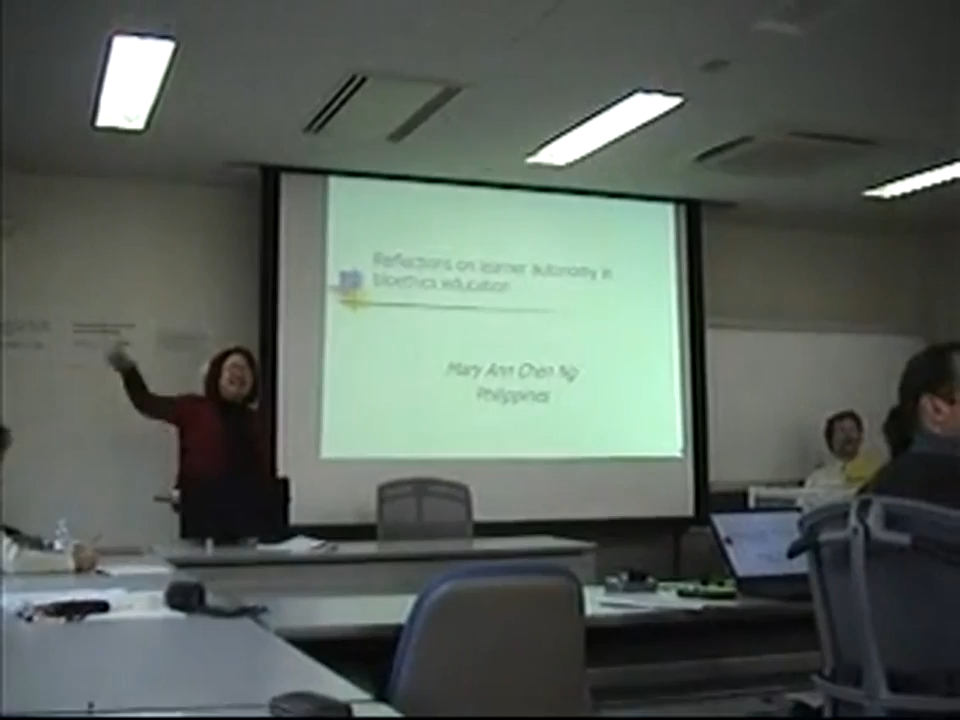 Reflections on learner autonomy in
bioethics education
Mary Ann Chen Ng
Philippines